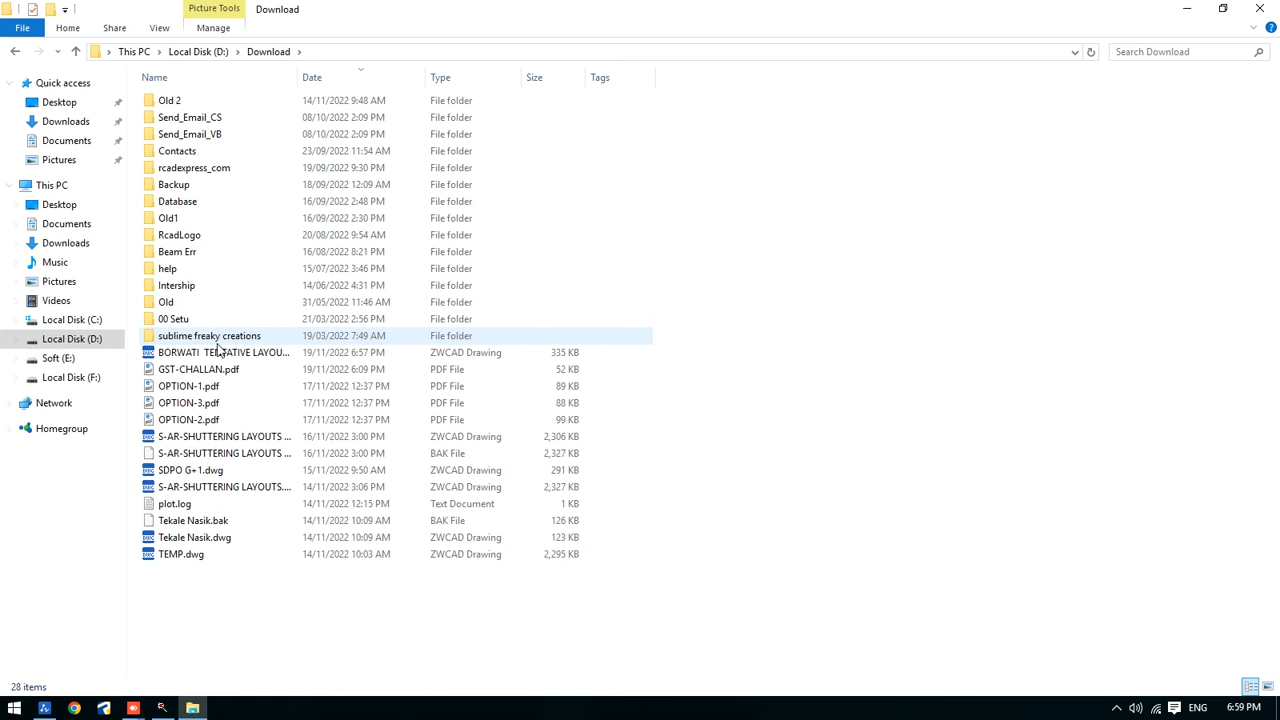 Picture Tools Download
File Home Share View Manage
This PC Local Disk (D:) Download Search Download
Name Date Type Size Tags
Quick access
Desktop
Downloads
Documents
Pictures
This PC
Desktop
Documents
Downloads
Music
Pictures
Videos
Local Disk (C:)
Local Disk (D:)
Soft (E:)
Local Disk (F:)
Network
Homegroup
Old 2 14/11/2022 9:48 AM File folder
Send_Email_CS 08/10/2022 2:09 PM File folder
Send_Email_VB 08/10/2022 2:09 PM File folder
Contacts 23/09/2022 11:54 AM File folder
rcadexpress_com 19/09/2022 9:30 PM File folder
Backup 18/09/2022 12:09 AM File folder
Database 16/09/2022 2:48 PM File folder
Old1 16/09/2022 2:30 PM File folder
RcadLogo 20/08/2022 9:54 AM File folder
Beam Err 16/08/2022 8:21 PM File folder
help 15/07/2022 3:46 PM File folder
Intership 14/06/2022 4:31 PM File folder
Old 31/05/2022 11:46 AM File folder
00 Setu 21/03/2022 2:56 PM File folder
sublime freaky creations 19/03/2022 7:49 AM File folder
BORWATI TENTATIVE LAYOU... 19/11/2022 6:57 PM ZWCAD Drawing 335 KB
GST-CHALLAN.pdf 19/11/2022 6:09 PM PDF File 52 KB
OPTION-1.pdf 17/11/2022 12:37 PM PDF File 89 KB
OPTION-3.pdf 17/11/2022 12:37 PM PDF File 88 KB
OPTION-2.pdf 17/11/2022 12:37 PM PDF File 99 KB
S-AR-SHUTTERING LAYOUTS ... 16/11/2022 3:00 PM ZWCAD Drawing 2,306 KB
S-AR-SHUTTERING LAYOUTS ... 16/11/2022 3:00 PM BAK File 2,327 KB
SDPO G+1.dwg 15/11/2022 9:50 AM ZWCAD Drawing 291 KB
S-AR-SHUTTERING LAYOUTS.... 14/11/2022 3:06 PM ZWCAD Drawing 2,327 KB
plot.log 14/11/2022 12:15 PM Text Document 1 KB
Tekale Nasik.bak 14/11/2022 10:09 AM BAK File 126 KB
Tekale Nasik.dwg 14/11/2022 10:09 AM ZWCAD Drawing 123 KB
TEMP.dwg 14/11/2022 10:03 AM ZWCAD Drawing 2,295 KB
28 items
ENG 6:59 PM